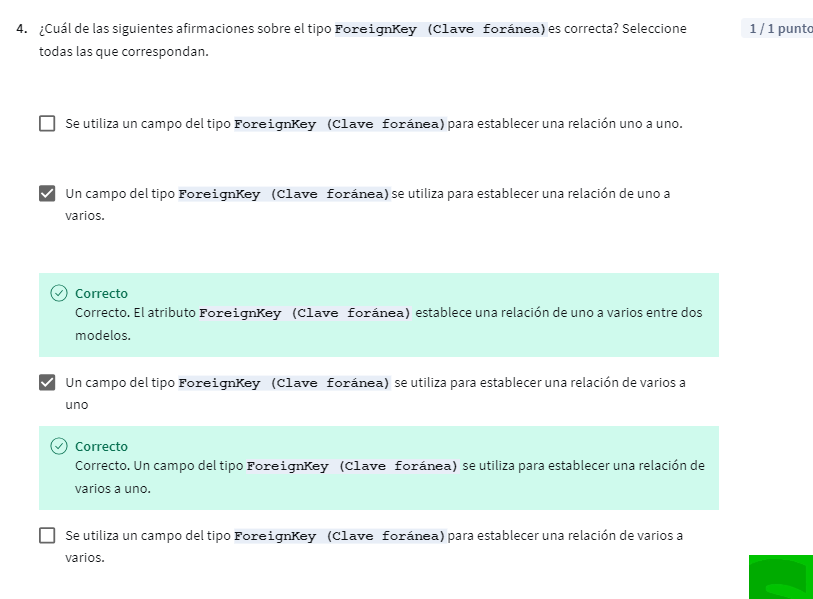 4. ¿Cuál de las siguientes afirmaciones sobre el tipo ForeignKey (Clave foránea) es correcta? Seleccione
todas las que correspondan.
1 / 1 punto
Se utiliza un campo del tipo ForeignKey (Clave foránea) para establecer una relación uno a uno.
Un campo del tipo ForeignKey (Clave foránea) se utiliza para establecer una relación de uno a
varios.
Correcto
Correcto. El atributo ForeignKey (Clave foránea) establece una relación de uno a varios entre dos
modelos.
Un campo del tipo ForeignKey (Clave foránea) se utiliza para establecer una relación de varios a
uno
Correcto
Correcto. Un campo del tipo ForeignKey (Clave foránea) se utiliza para establecer una relación de
varios a uno.
Se utiliza un campo del tipo ForeignKey (Clave foránea) para establecer una relación de varios a
varios.